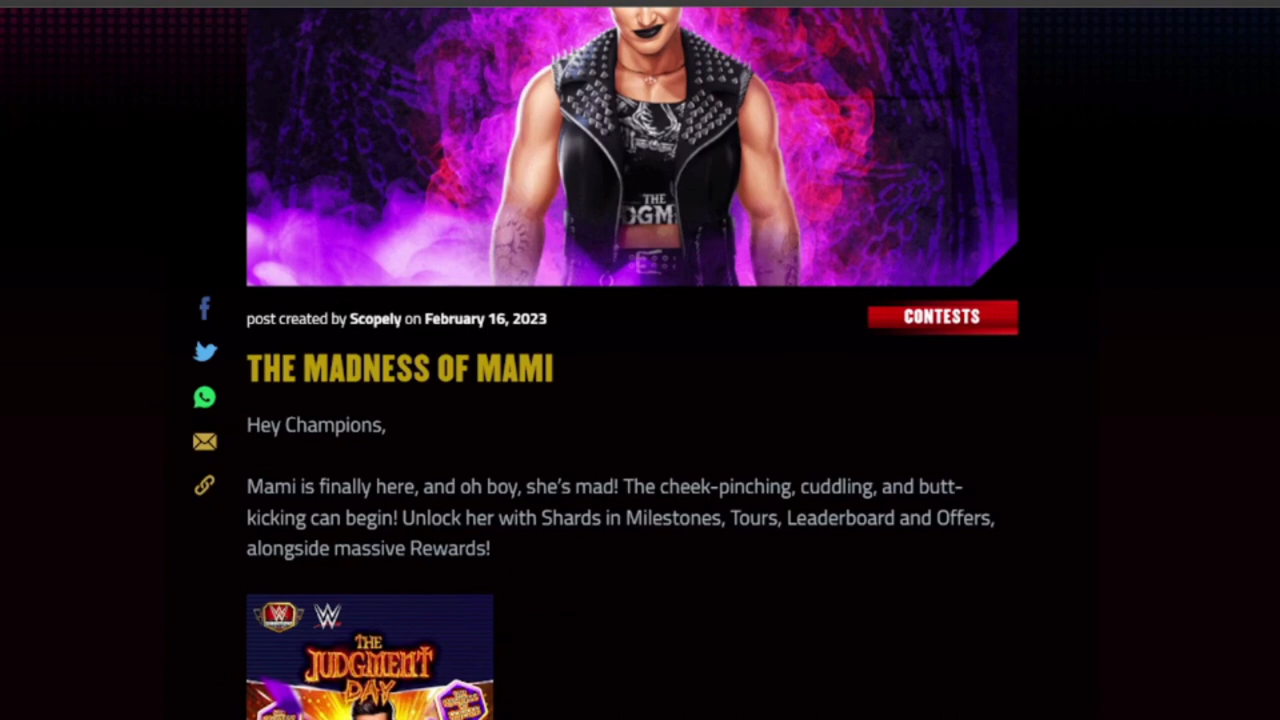 THE
DGM
post created by Scopely on February 16, 2023
CONTESTS
THE MADNESS OF MAMI
Hey Champions,
Mami is finally here, and oh boy, she's mad! The cheek-pinching, cuddling, and butt-
kicking can begin! Unlock her with Shards in Milestones, Tours, Leaderboard and Offers,
alongside massive Rewards!
THE
JUDGMENT
DAY